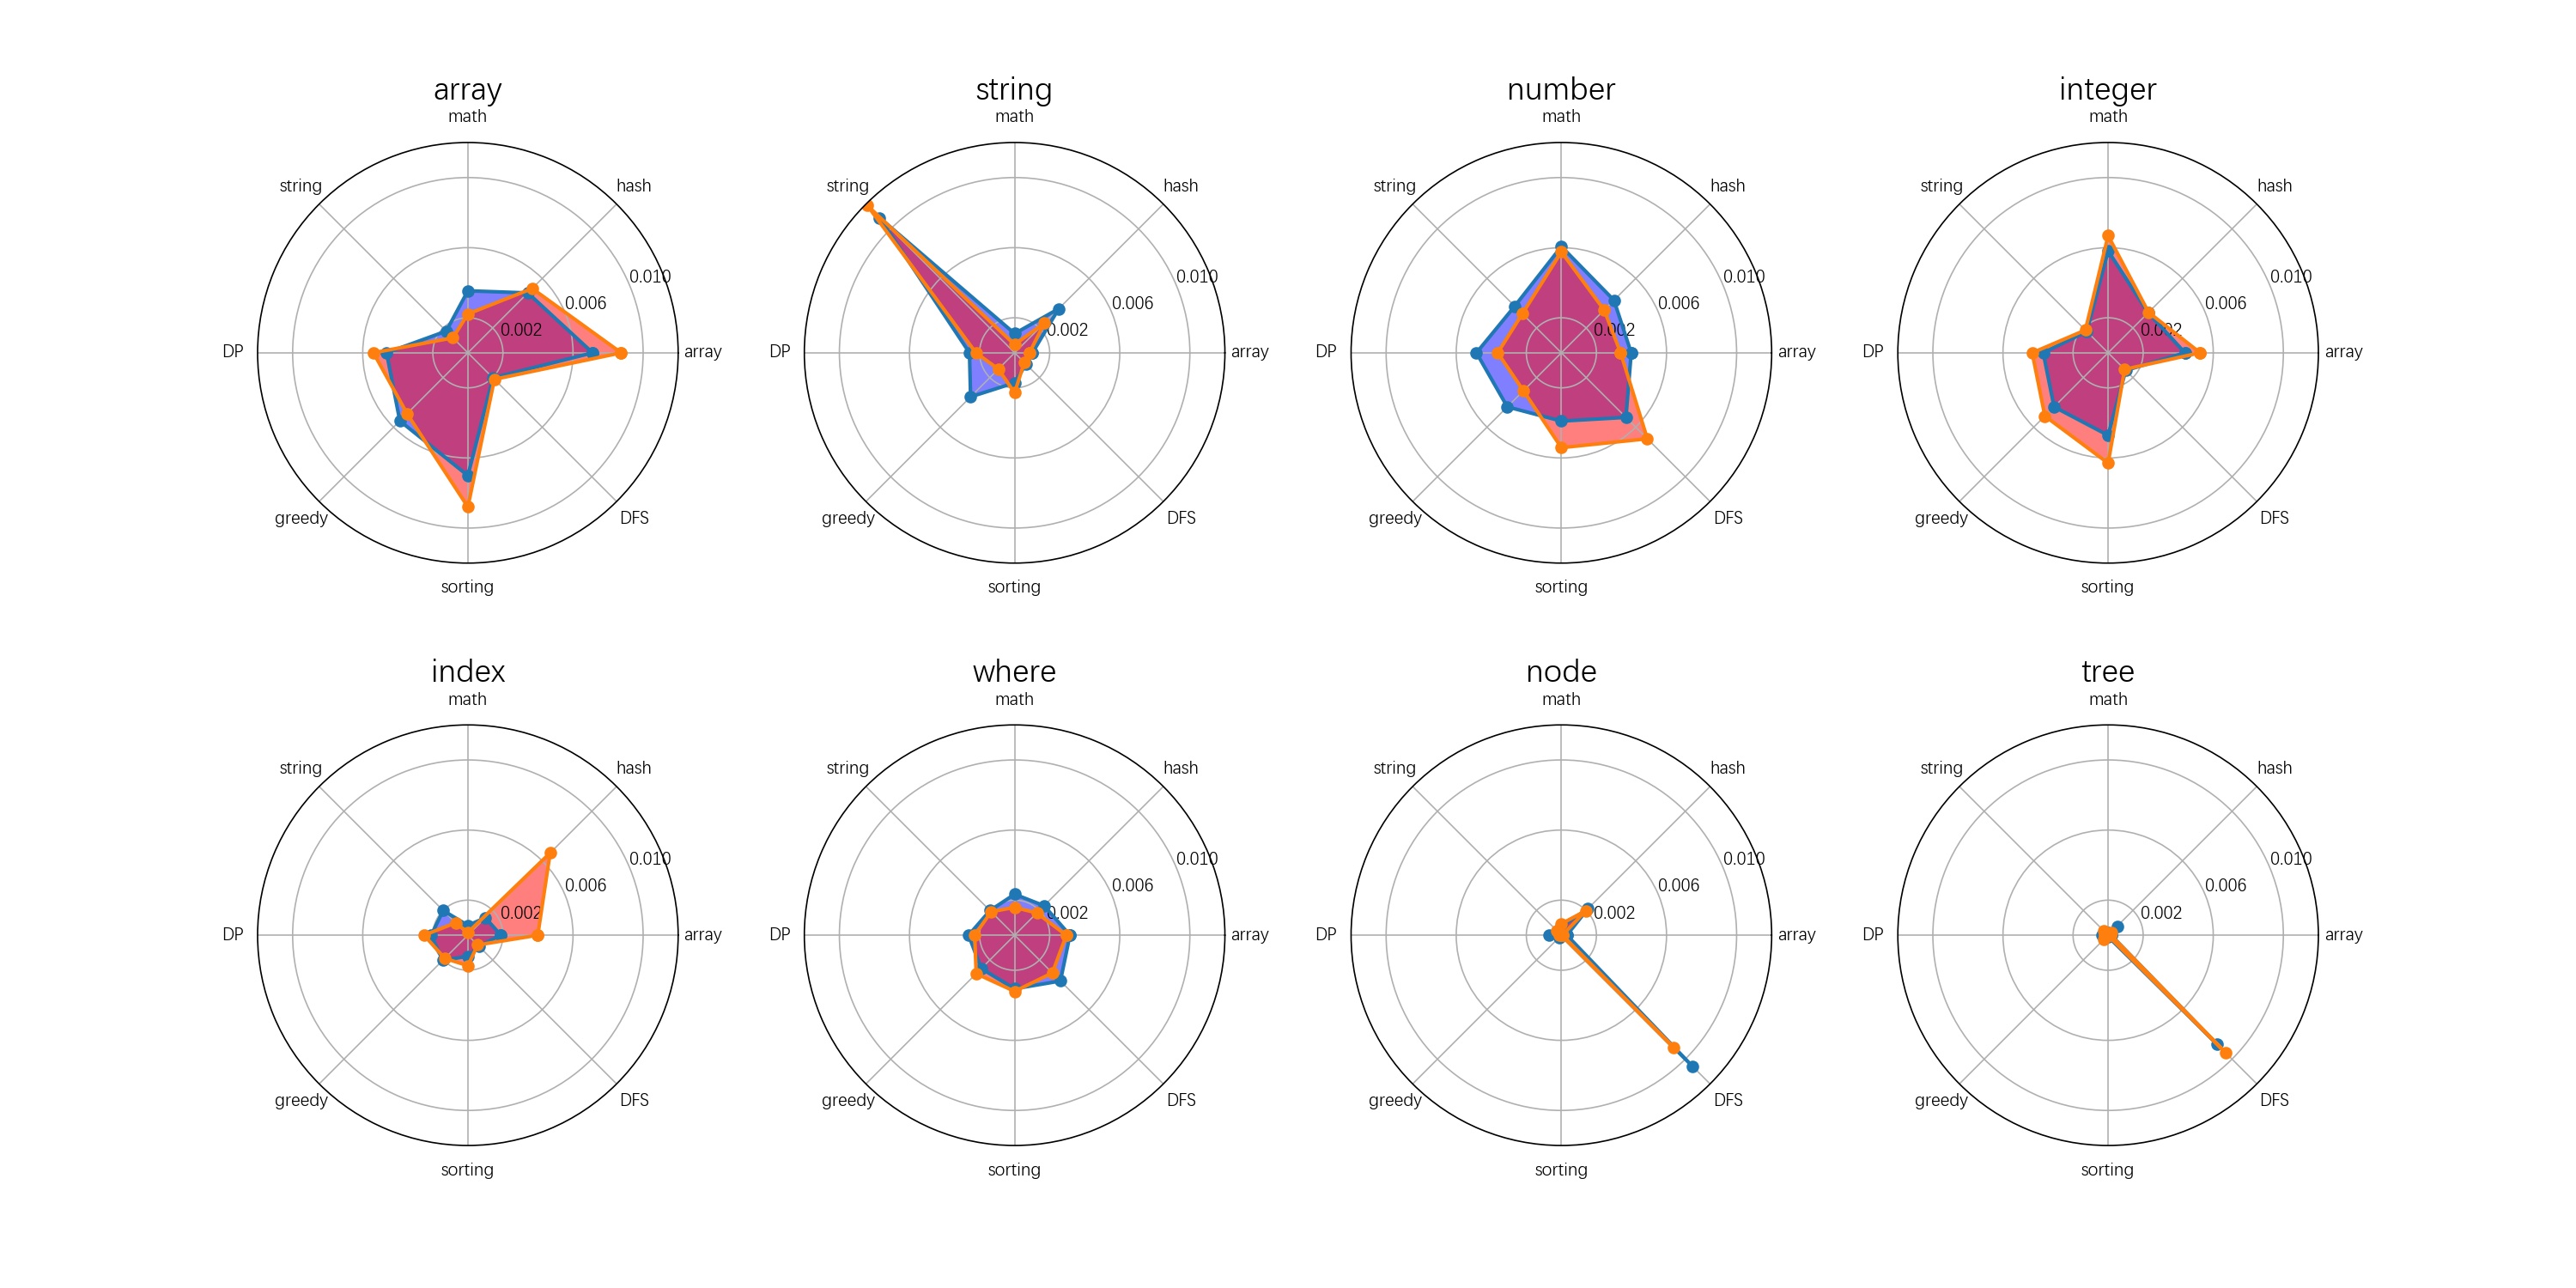 array
math
string
hash
0.010
0.006
0.002
DP
array
greedy
DFS
sorting
string
math
string
hash
0.010
0.006
0.002
DP
array
greedy
DFS
sorting
number
math
string
hash
0.010
0.006
0.002
DP
array
greedy
DFS
sorting
integer
math
string
hash
0.010
0.006
0.002
DP
array
greedy
DFS
sorting
index
math
string
hash
0.010
0.006
0.002
DP
array
greedy
DFS
sorting
where
math
string
hash
0.010
0.006
0.002
DP
array
greedy
DFS
sorting
node
math
string
hash
0.010
0.006
0.002
DP
array
greedy
DFS
sorting
tree
math
string
hash
0.010
0.006
0.002
DP
array
greedy
DFS
sorting